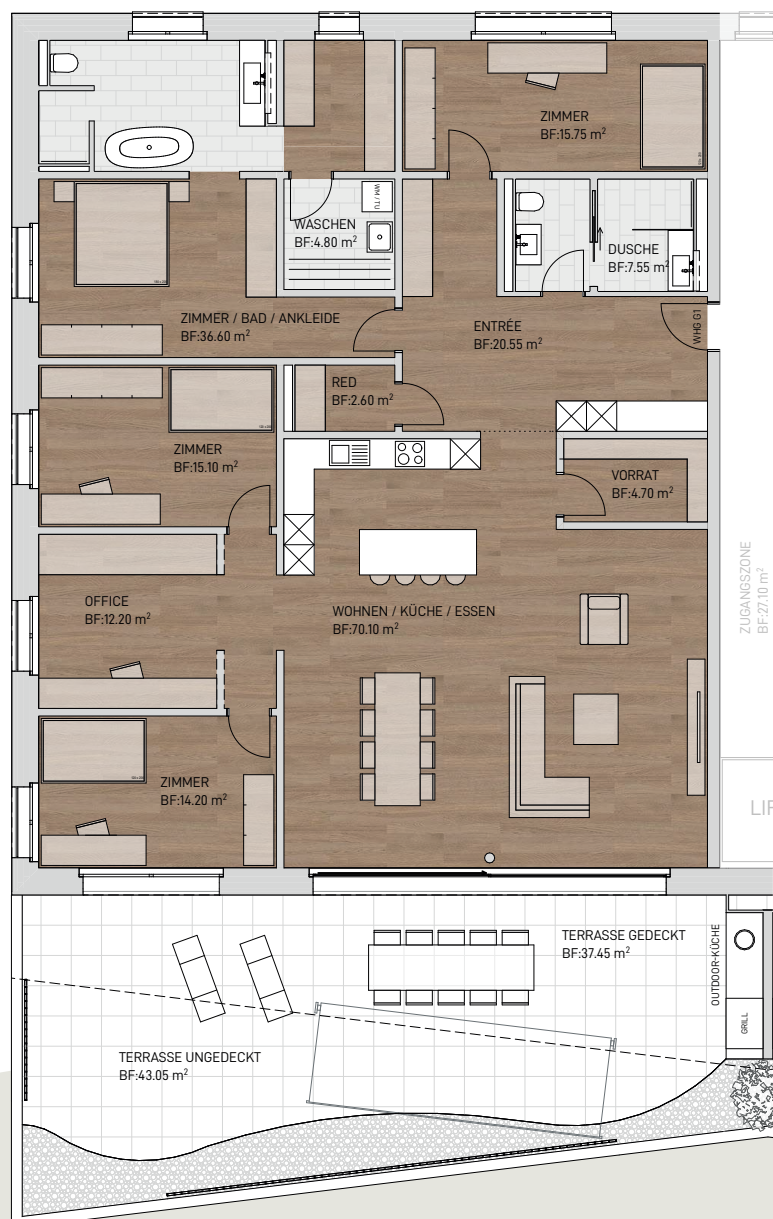 ZIMMER
BF:15.75 m²
WM / TU
WASCHEN
BF:4.80 m²
DUSCHE
BF:7.55 m²
ZIMMER / BAD / ANKLEIDE
BF:36.60 m²
ENTRÉE
BF:20.55 m²
WHG G1
RED
BF:2.60 m²
ZIMMER
BF:15.10 m²
VORRAT
BF:4.70 m²
OFFICE
BF:12.20 m²
WOHNEN / KÜCHE / ESSEN
BF:70.10 m²
ZUGANGSZONE
BF:27.10 m²
ZIMMER
BF:14.20 m²
LIF
TERRASSE GEDECKT
BF:37.45 m²
OUTDOOR-KÜCHE
GRILL
TERRASSE UNGEDECKT
BF:43.05 m²